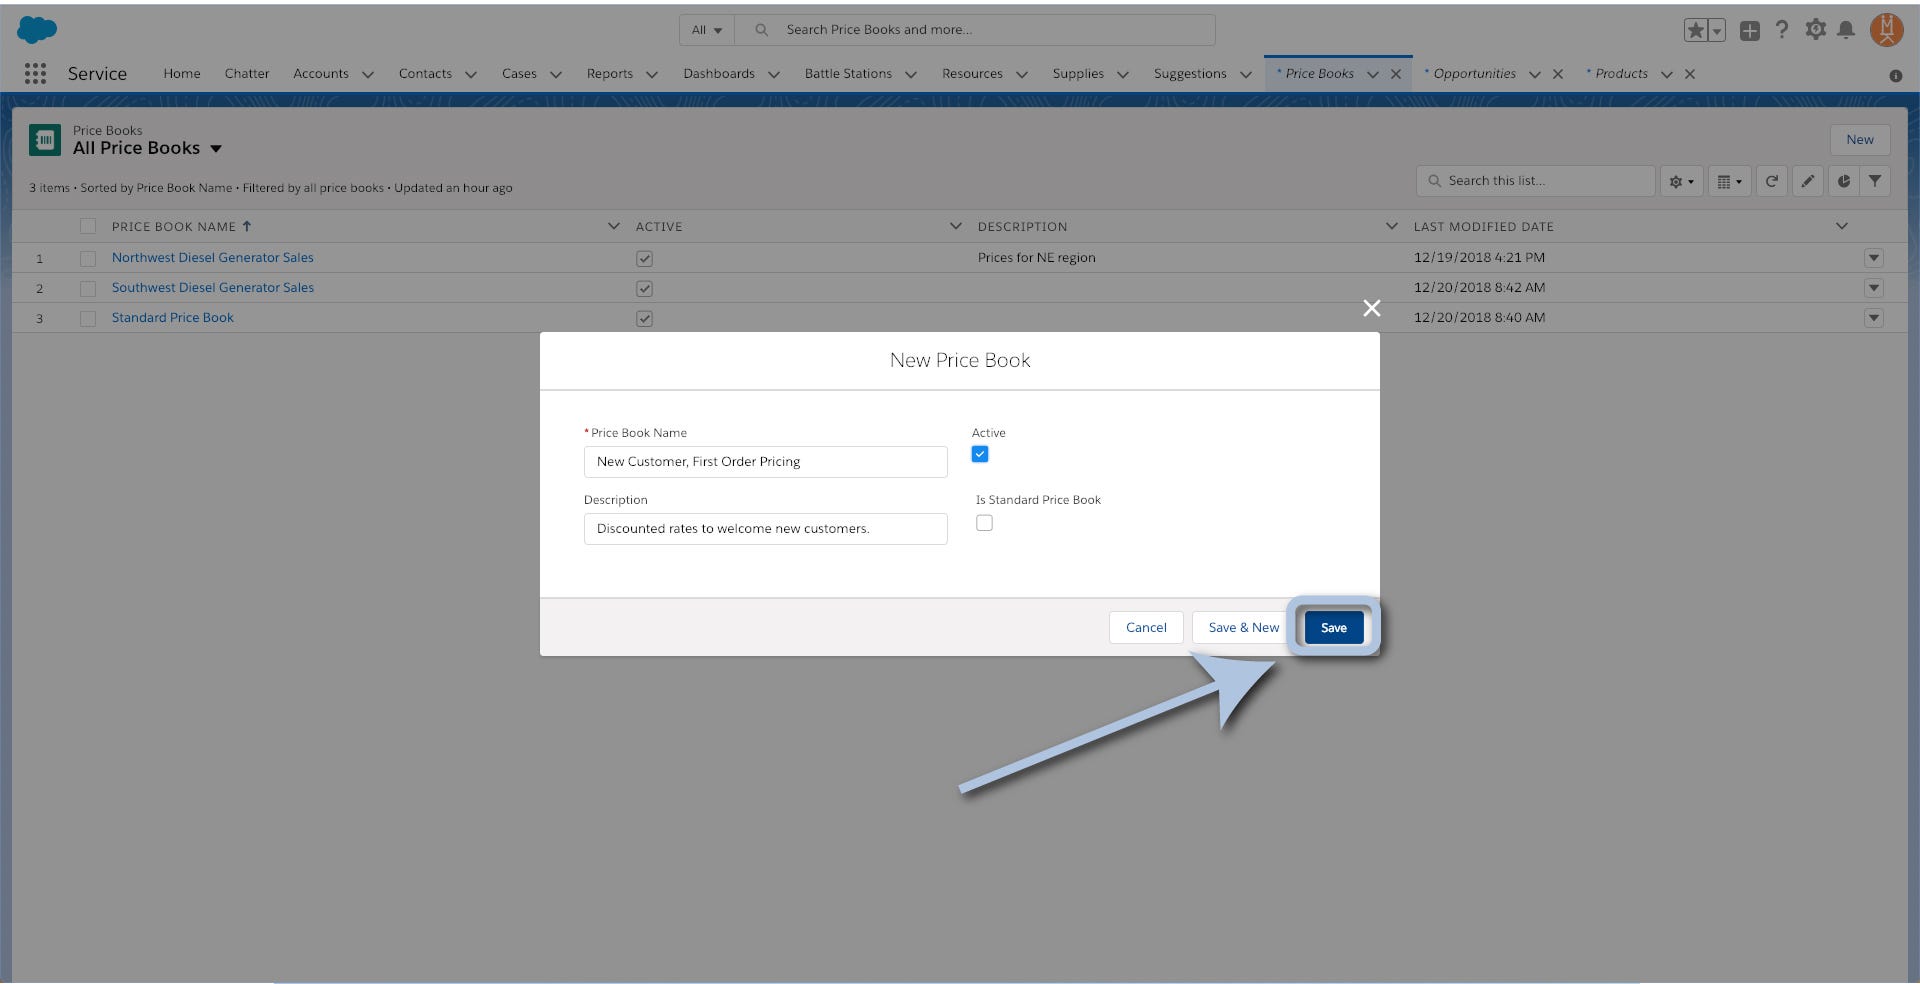 All
Search Price Books and more...
Service
Home
Chatter
Accounts
Contacts
Cases
Reports
Dashboards
Battle Stations
Resources
Supplies
Suggestions
* Price Books
* Opportunities
* Products
Price Books
All Price Books
New
3 items • Sorted by Price Book Name • Filtered by all price books • Updated an hour ago
Search this list...
PRICE BOOK NAME
ACTIVE
DESCRIPTION
LAST MODIFIED DATE
1 Northwest Diesel Generator Sales Prices for NE region 12/19/2018 4:21 PM
2 Southwest Diesel Generator Sales 12/20/2018 8:42 AM
3 Standard Price Book 12/20/2018 8:40 AM
New Price Book
* Price Book Name
Active
New Customer, First Order Pricing
Description
Is Standard Price Book
Discounted rates to welcome new customers.
Cancel
Save & New
Save